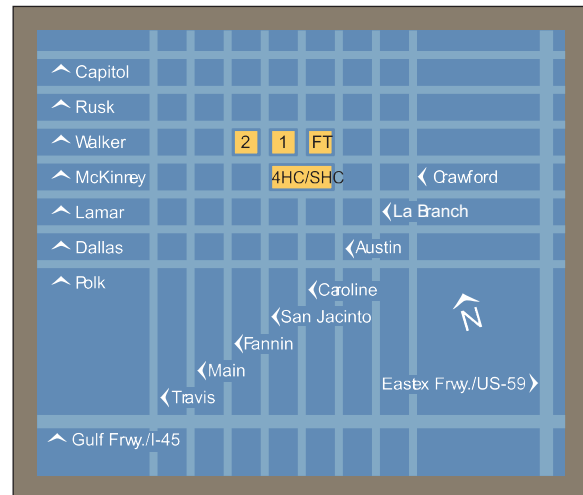 Capitol
Rusk
Walker
2
1
FT
McKinney
4HC/SHC
Crawford
Lamar
La Branch
Dallas
Austin
Polk
Caroline
San Jacinto
N
Fannin
Main
Eastex Frwy./US-59
Travis
Gulf Frwy./I-45